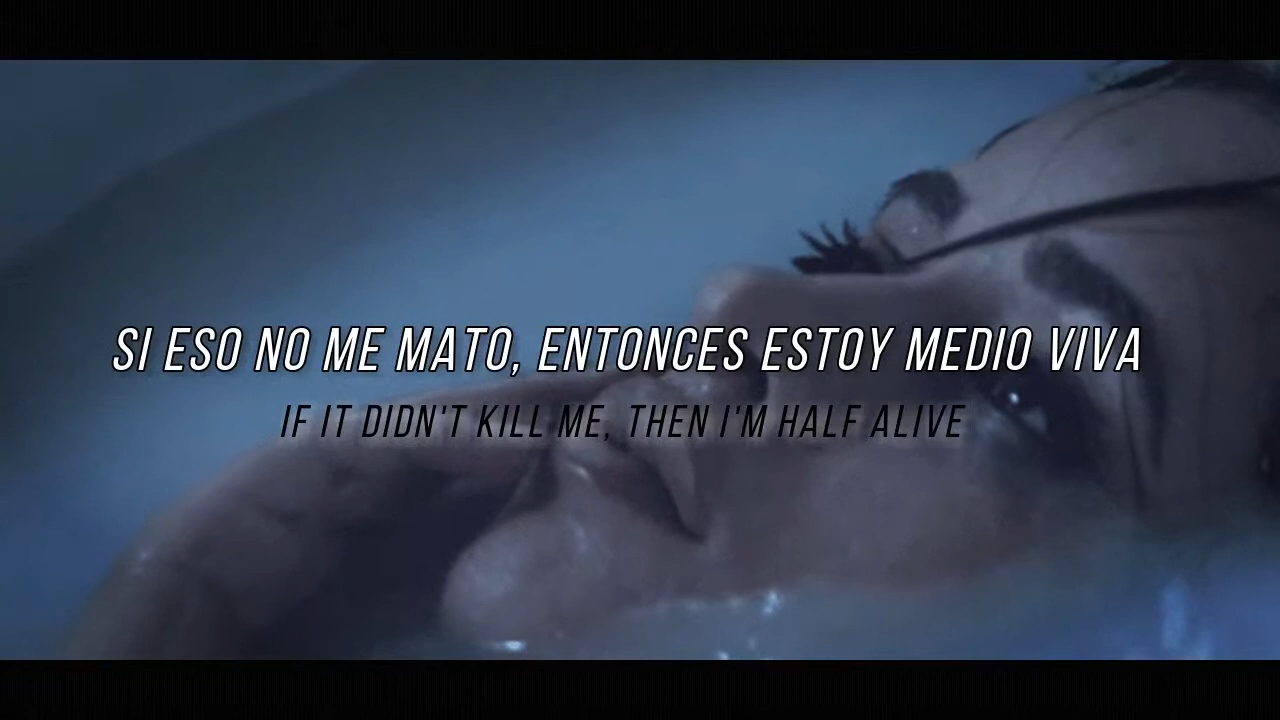 SI ESO NO ME MATO, ENTONCES ESTOY MEDIO VIVA
IF IT DIDN'T KILL ME, THEN I'M HALF ALIVE